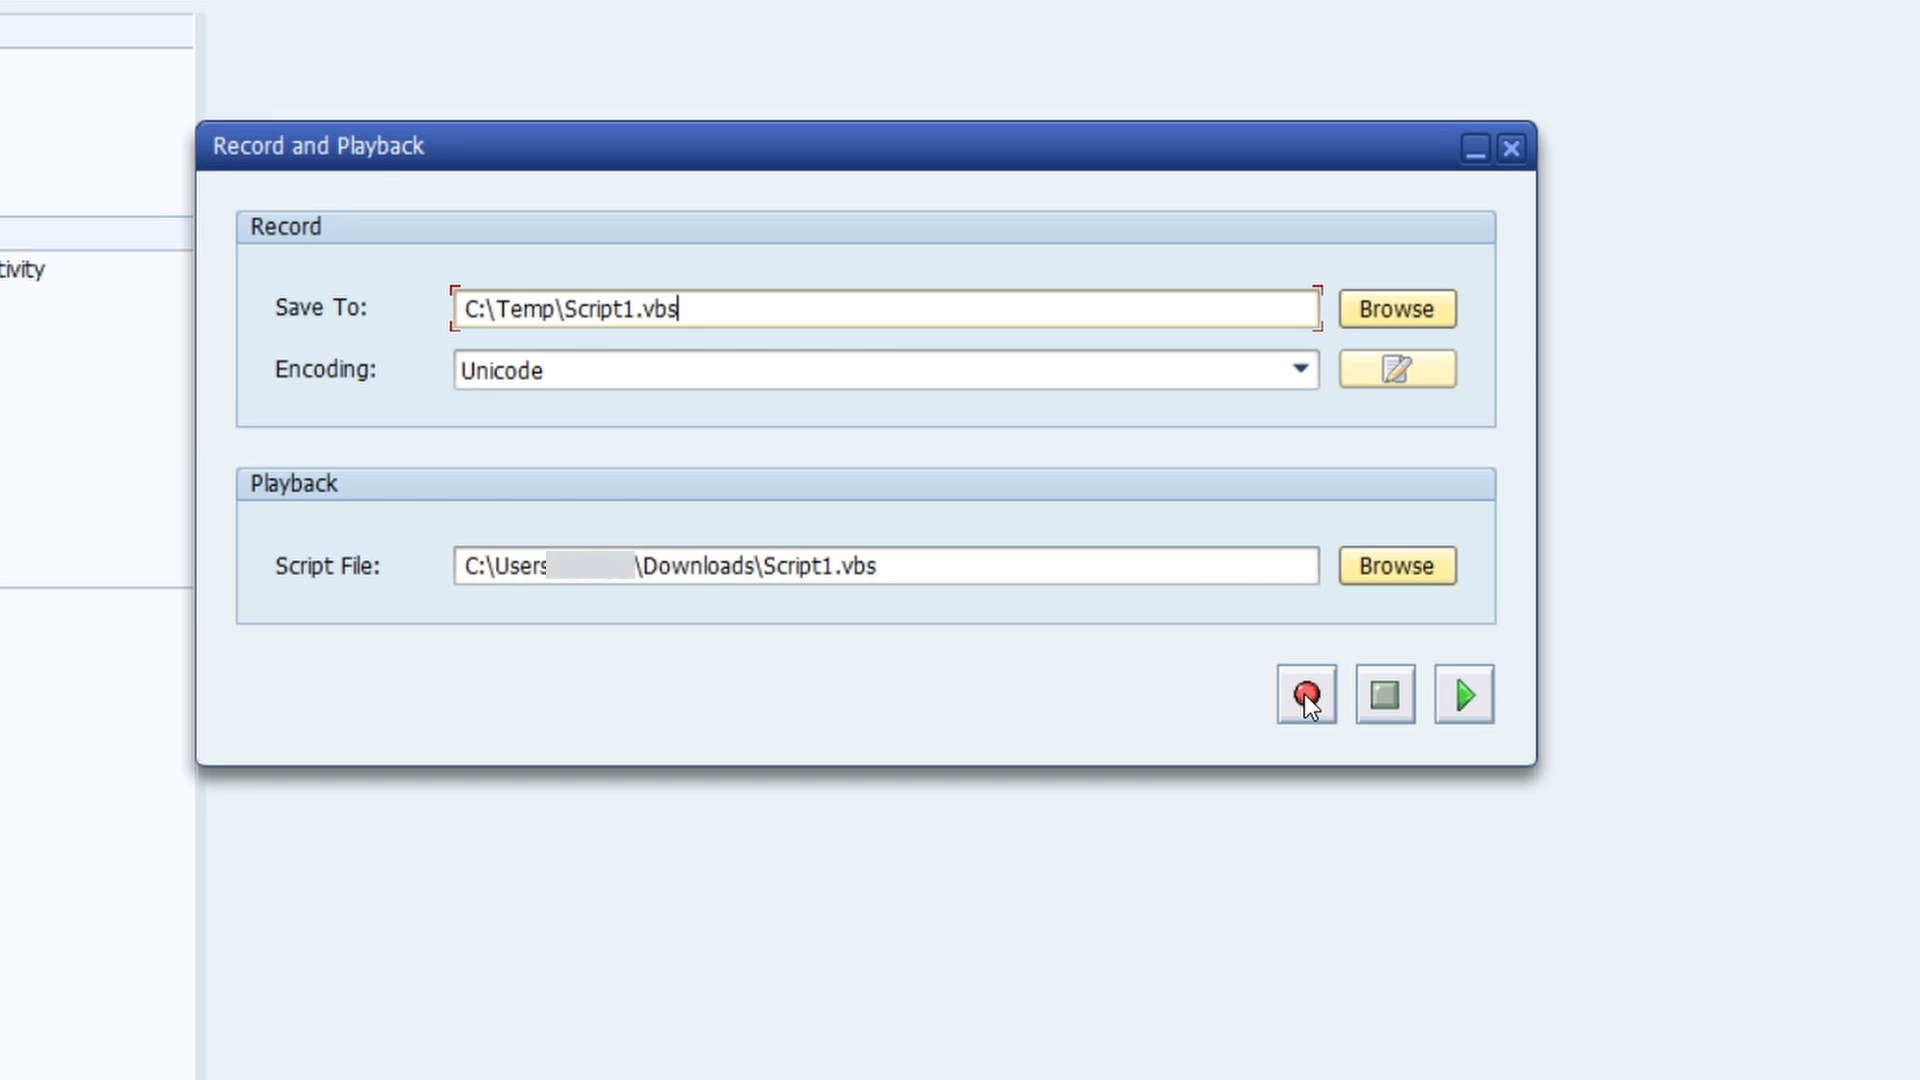 tivity
Record and Playback
Record
Save To: C:\Temp\Script1.vbs Browse
Encoding: Unicode
Playback
Script File: C:\Users \Downloads\Script1.vbs Browse